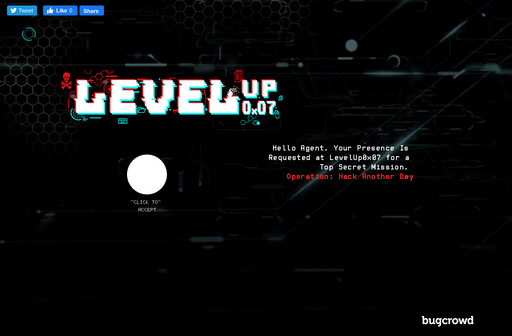 Tweet
Like 0
Share
LEVEL UP
0x07
Hello Agent. Your Presence Is
Requested at LevelUp0x07 for a
Top Secret Mission.
Operation: Hack Another Day
"CLICK TO"
ACCEPT
bugcrowd